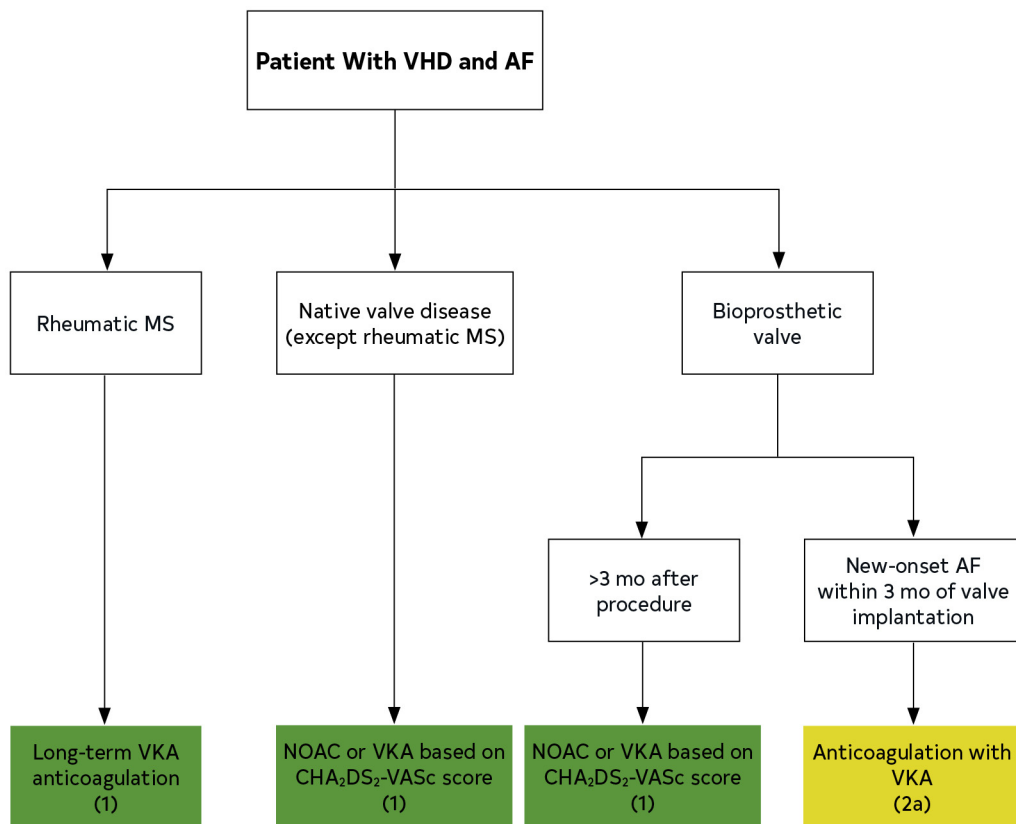 Patient With VHD and AF
Rheumatic MS
Native valve disease
(except rheumatic MS)
Bioprosthetic
valve
>3 mo after
procedure
New-onset AF
within 3 mo of valve
implantation
Long-term VKA
anticoagulation
(1)
NOAC or VKA based on
CHA₂DS₂-VASc score
(1)
NOAC or VKA based on
CHA₂DS₂-VASc score
(1)
Anticoagulation with
VKA
(2a)